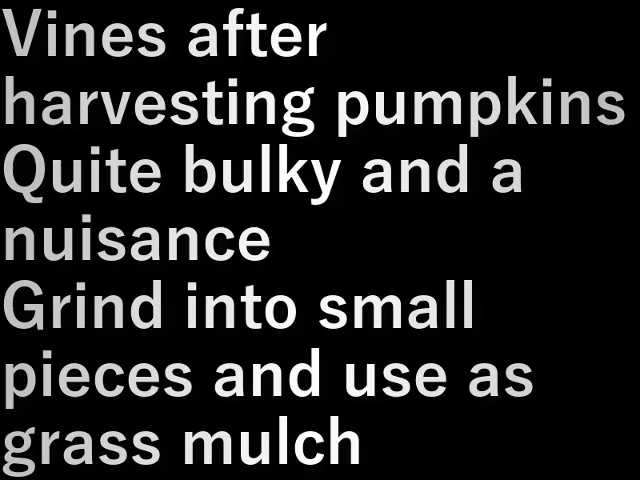 Vines after
harvesting pumpkins
Quite bulky and a
nuisance
Grind into small
pieces and use as
grass mulch